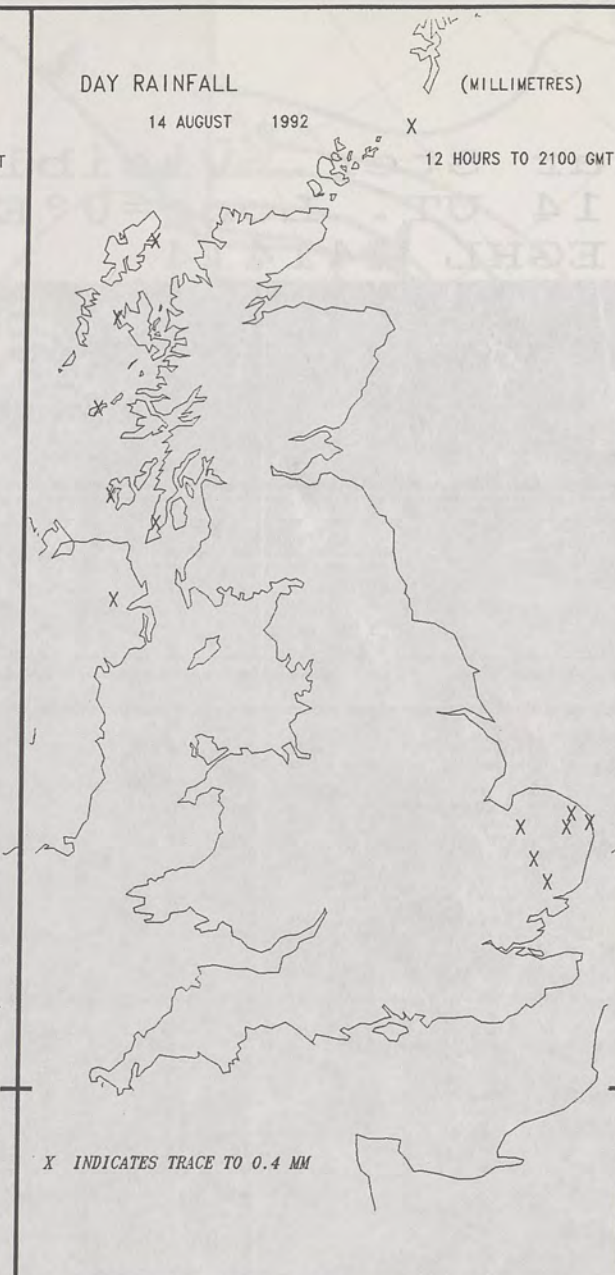 DAY RAINFALL (MILLIMETRES)
14 AUGUST 1992
X
12 HOURS TO 2100 GMT
T
X
X
X
X
X
X
X
X
X
X
X
X
X INDICATES TRACE TO 0.4 MM